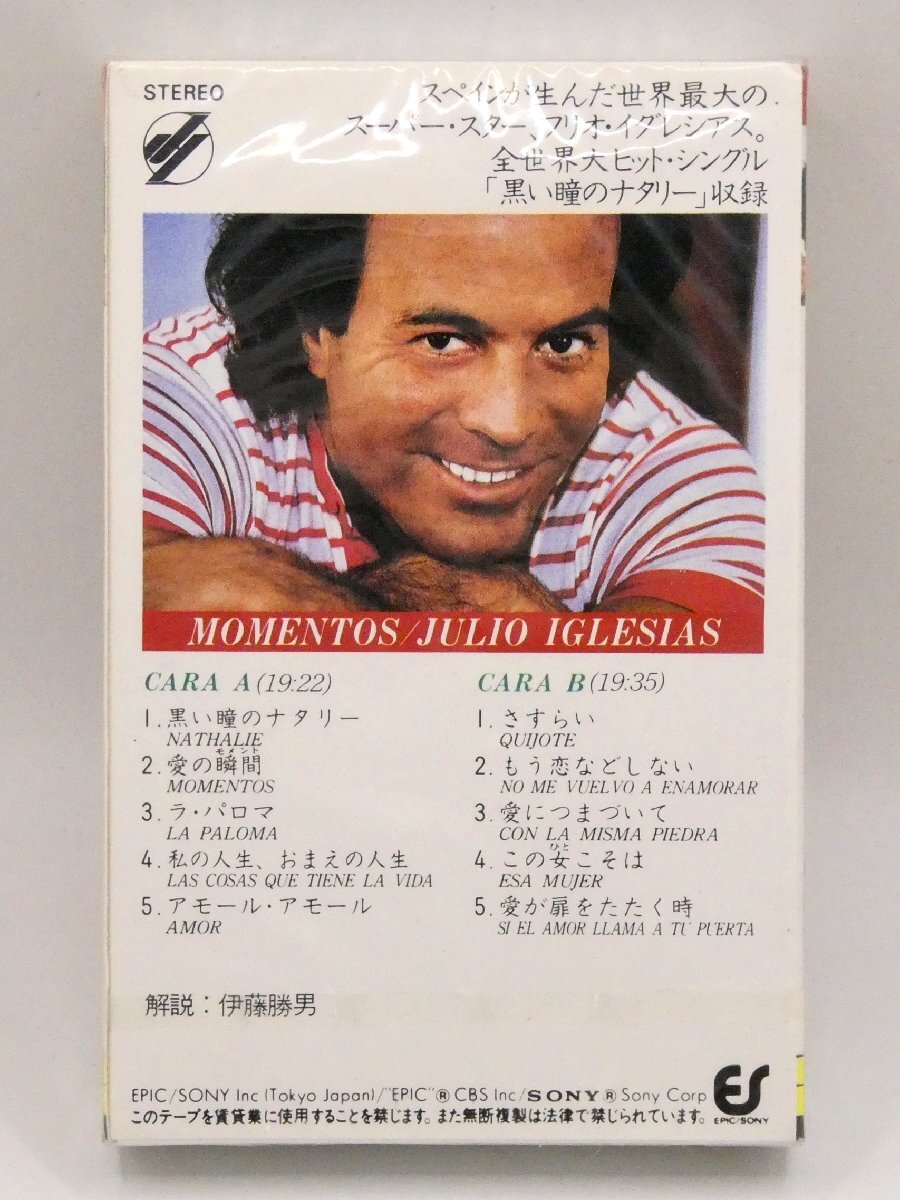 STEREO
スペインが生んだ世界最大の
スーパー・スター、フリオ・イグレシアス。
全世界大ヒット・シングル
「黒い瞳のナタリー」収録
MOMENTOS/JULIO IGLESIAS
CARA A (19:22)
1. 黒い瞳のナタリー
NATHALIE
モメント
2. 愛の瞬間
MOMENTOS
3. ラ・パロマ
LA PALOMA
4. 私の人生、おまえの人生
LAS COSAS QUE TIENE LA VIDA
5. アモール・アモール
AMOR
CARA B (19:35)
1. さすらい
QUIJOTE
2. もう恋などしない
NO ME VUELVO A ENAMORAR
3. 愛につまづいて
CON LA MISMA PIEDRA
ひと
4. この女こそは
ESA MUJER
5. 愛が扉をたたく時
SI EL AMOR LLAMA A TU PUERTA
解説：伊藤勝男
EPIC/SONY Inc (Tokyo Japan)/"EPIC" ® CBS Inc/SONY ® Sony Corp
このテープを賃貸業に使用することを禁じます。また無断複製は法律で禁じられています。
ES
EPIC/SONY